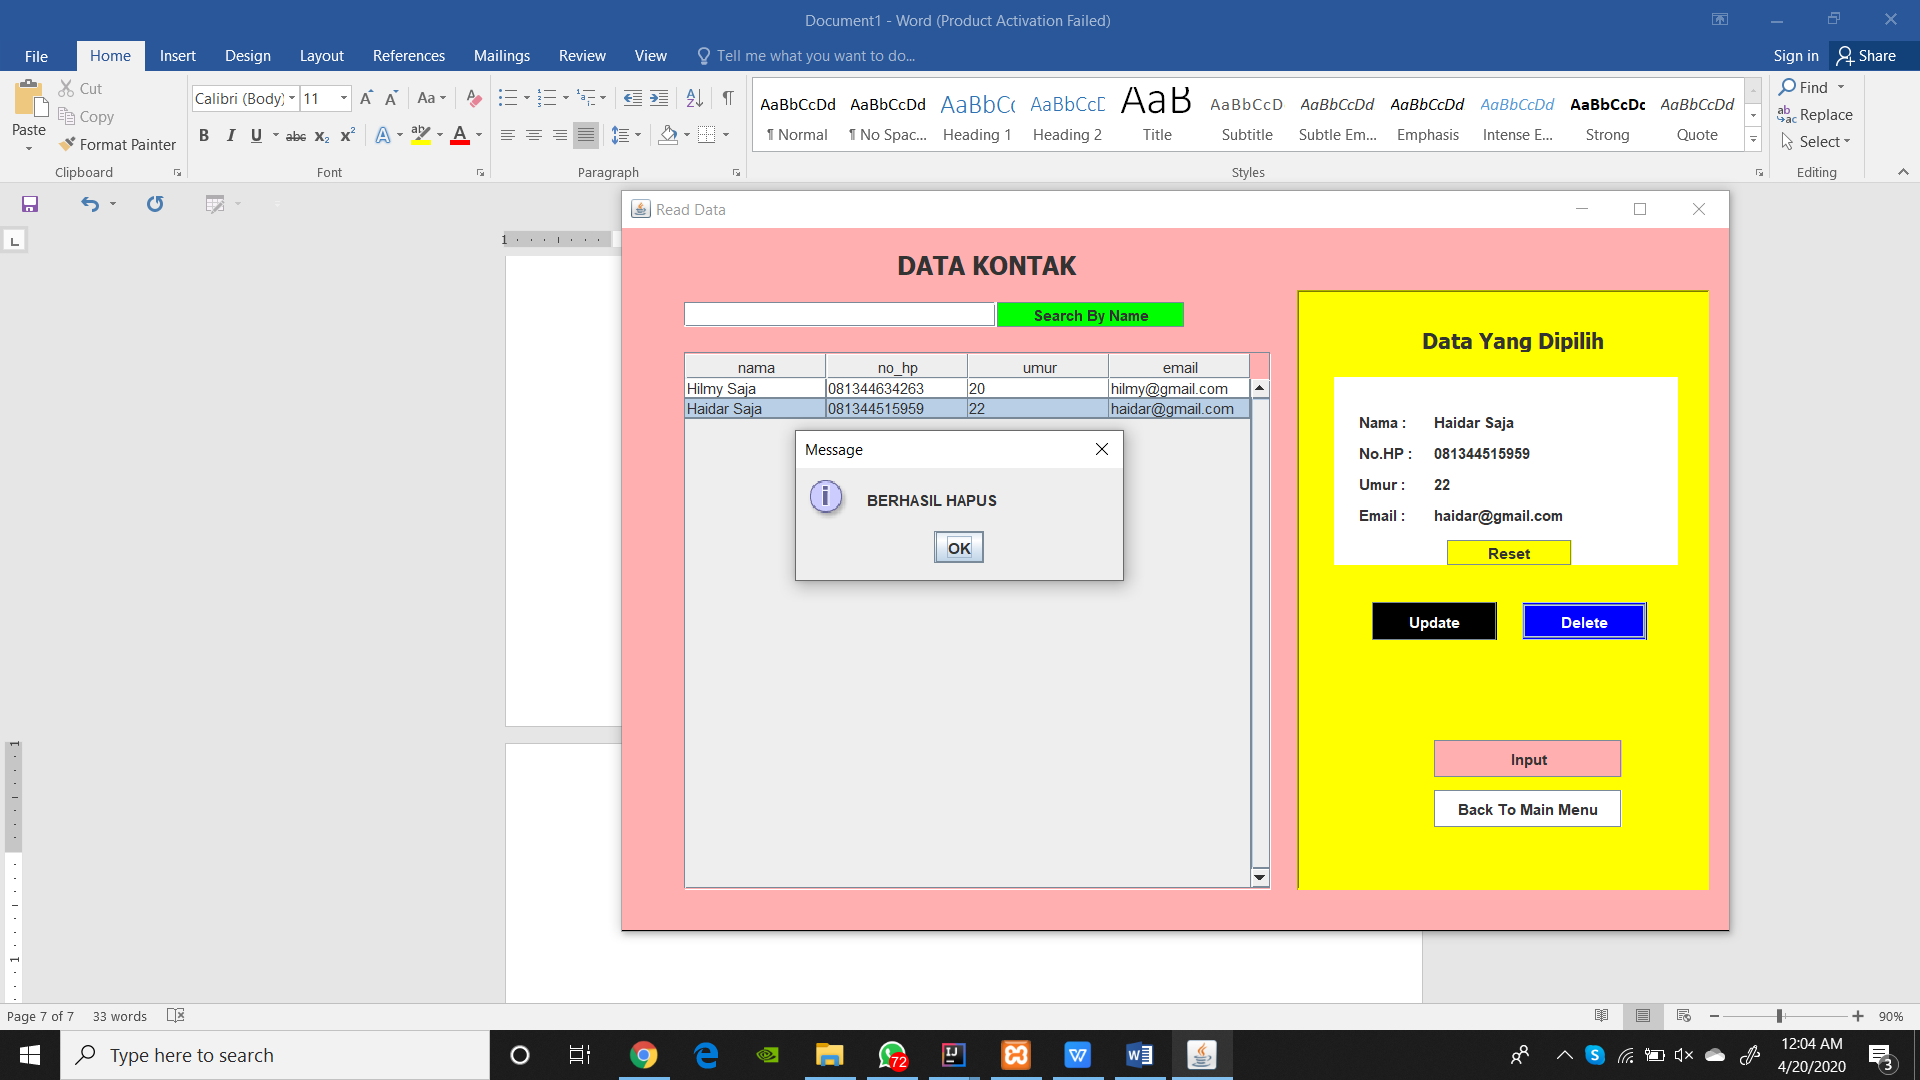 Document1 - Word (Product Activation Failed)
File Home Insert Design Layout References Mailings Review View Tell me what you want to do... Sign in Share
Paste
Cut
Copy
Format Painter
Clipboard
Calibri (Body) 11
Font
Paragraph
AaBbCcDd AaBbCcDd AaBbC AaBbCcD AaB AaBbCcD AaBbCcDd AaBbCcDd AaBbCcDd AaBbCcDc AaBbCcDd
¶ Normal ¶ No Spac... Heading 1 Heading 2 Title Subtitle Subtle Em... Emphasis Intense E... Strong Quote
Styles
Find
Replace
Select
Editing
Read Data
DATA KONTAK
Search By Name
nama no_hp umur email
Hilmy Saja 081344634263 20 hilmy@gmail.com
Haidar Saja 081344515959 22 haidar@gmail.com
Message
BERHASIL HAPUS
OK
Data Yang Dipilih
Nama : Haidar Saja
No.HP : 081344515959
Umur : 22
Email : haidar@gmail.com
Reset
Update Delete
Input
Back To Main Menu
Page 7 of 7 33 words 90%
Type here to search
72
12:04 AM
4/20/2020
3